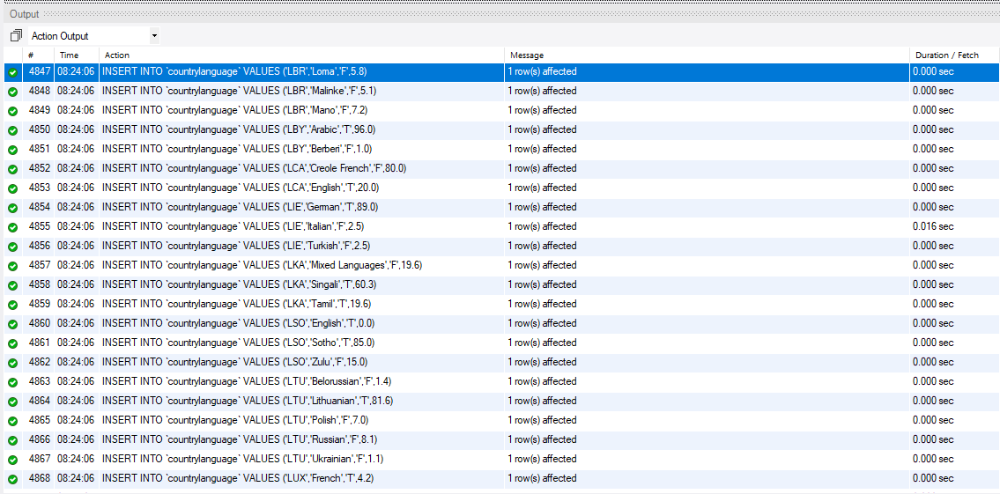 Output
Action Output
# Time Action Message Duration / Fetch
4847 08:24:06 INSERT INTO `countrylanguage` VALUES ('LBR','Loma','F',5.8) 1 row(s) affected 0.000 sec
4848 08:24:06 INSERT INTO `countrylanguage` VALUES ('LBR','Malinke','F',5.1) 1 row(s) affected 0.000 sec
4849 08:24:06 INSERT INTO `countrylanguage` VALUES ('LBR','Mano','F',7.2) 1 row(s) affected 0.000 sec
4850 08:24:06 INSERT INTO `countrylanguage` VALUES ('LBY','Arabic','T',96.0) 1 row(s) affected 0.000 sec
4851 08:24:06 INSERT INTO `countrylanguage` VALUES ('LBY','Berberi','F',1.0) 1 row(s) affected 0.000 sec
4852 08:24:06 INSERT INTO `countrylanguage` VALUES ('LCA','Creole French','F',80.0) 1 row(s) affected 0.000 sec
4853 08:24:06 INSERT INTO `countrylanguage` VALUES ('LCA','English','T',20.0) 1 row(s) affected 0.000 sec
4854 08:24:06 INSERT INTO `countrylanguage` VALUES ('LIE','German','T',89.0) 1 row(s) affected 0.000 sec
4855 08:24:06 INSERT INTO `countrylanguage` VALUES ('LIE','Italian','F',2.5) 1 row(s) affected 0.016 sec
4856 08:24:06 INSERT INTO `countrylanguage` VALUES ('LIE','Turkish','F',2.5) 1 row(s) affected 0.000 sec
4857 08:24:06 INSERT INTO `countrylanguage` VALUES ('LKA','Mixed Languages','F',19.6) 1 row(s) affected 0.000 sec
4858 08:24:06 INSERT INTO `countrylanguage` VALUES ('LKA','Singali','T',60.3) 1 row(s) affected 0.000 sec
4859 08:24:06 INSERT INTO `countrylanguage` VALUES ('LKA','Tamil','T',19.6) 1 row(s) affected 0.000 sec
4860 08:24:06 INSERT INTO `countrylanguage` VALUES ('LSO','English','T',0.0) 1 row(s) affected 0.000 sec
4861 08:24:06 INSERT INTO `countrylanguage` VALUES ('LSO','Sotho','T',85.0) 1 row(s) affected 0.000 sec
4862 08:24:06 INSERT INTO `countrylanguage` VALUES ('LSO','Zulu','F',15.0) 1 row(s) affected 0.000 sec
4863 08:24:06 INSERT INTO `countrylanguage` VALUES ('LTU','Belorussian','F',1.4) 1 row(s) affected 0.000 sec
4864 08:24:06 INSERT INTO `countrylanguage` VALUES ('LTU','Lithuanian','T',81.6) 1 row(s) affected 0.000 sec
4865 08:24:06 INSERT INTO `countrylanguage` VALUES ('LTU','Polish','F',7.0) 1 row(s) affected 0.000 sec
4866 08:24:06 INSERT INTO `countrylanguage` VALUES ('LTU','Russian','F',8.1) 1 row(s) affected 0.000 sec
4867 08:24:06 INSERT INTO `countrylanguage` VALUES ('LTU','Ukrainian','F',1.1) 1 row(s) affected 0.000 sec
4868 08:24:06 INSERT INTO `countrylanguage` VALUES ('LUX','French','T',4.2) 1 row(s) affected 0.000 sec